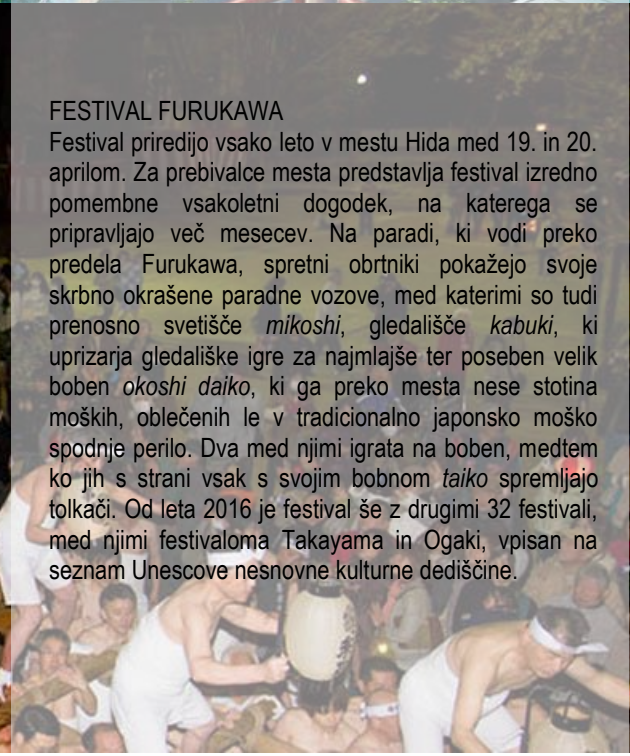 FESTIVAL FURUKAWA
Festival priredijo vsako leto v mestu Hida med 19. in 20.
aprilom. Za prebivalce mesta predstavlja festival izredno
pomembne vsakoletni dogodek, na katerega se
pripravljajo več mesecev. Na paradi, ki vodi preko
predela Furukawa, spretni obrtniki pokažejo svoje
skrbno okrašene paradne vozove, med katerimi so tudi
prenosno svetišče mikoshi, gledališče kabuki, ki
uprizarja gledališke igre za najmlajše ter poseben velik
boben okoshi daiko, ki ga preko mesta nese stotina
moških, oblečenih le v tradicionalno japonsko moško
spodnje perilo. Dva med njimi igrata na boben, medtem
ko jih s strani vsak s svojim bobnom taiko spremljajo
tolkači. Od leta 2016 je festival še z drugimi 32 festivali,
med njimi festivaloma Takayama in Ogaki, vpisan na
seznam Unescove nesnovne kulturne dediščine.